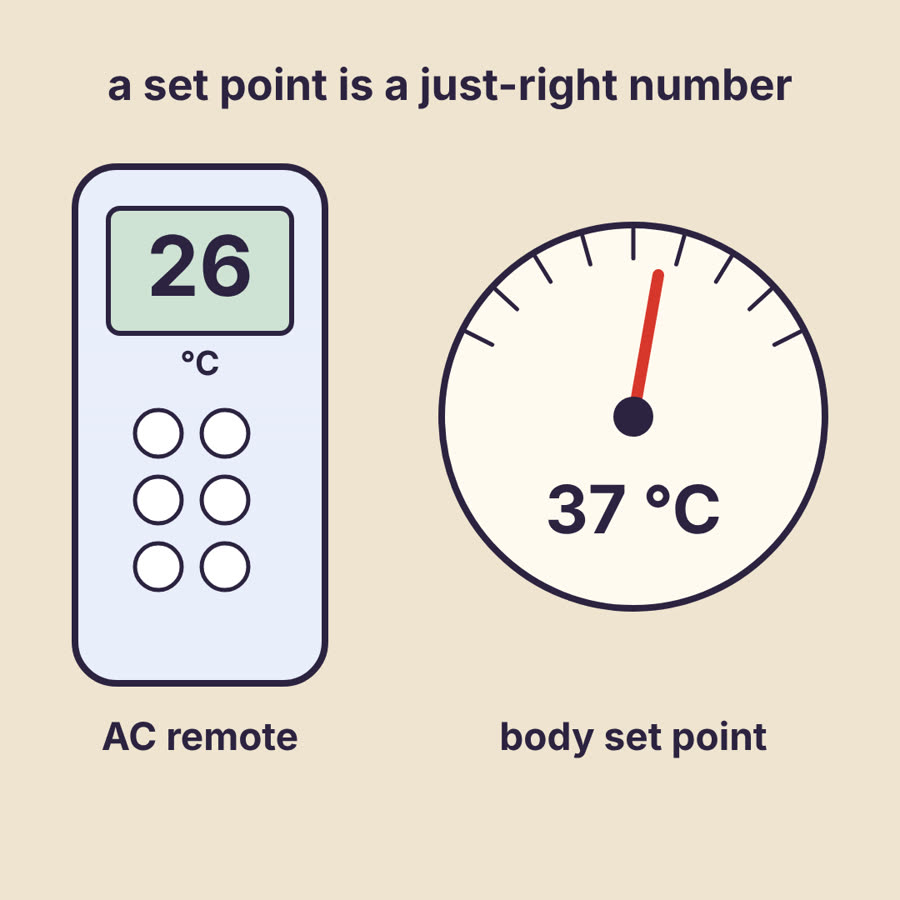 a set point is a just-right number
26
°C
37 °C
AC remote
body set point